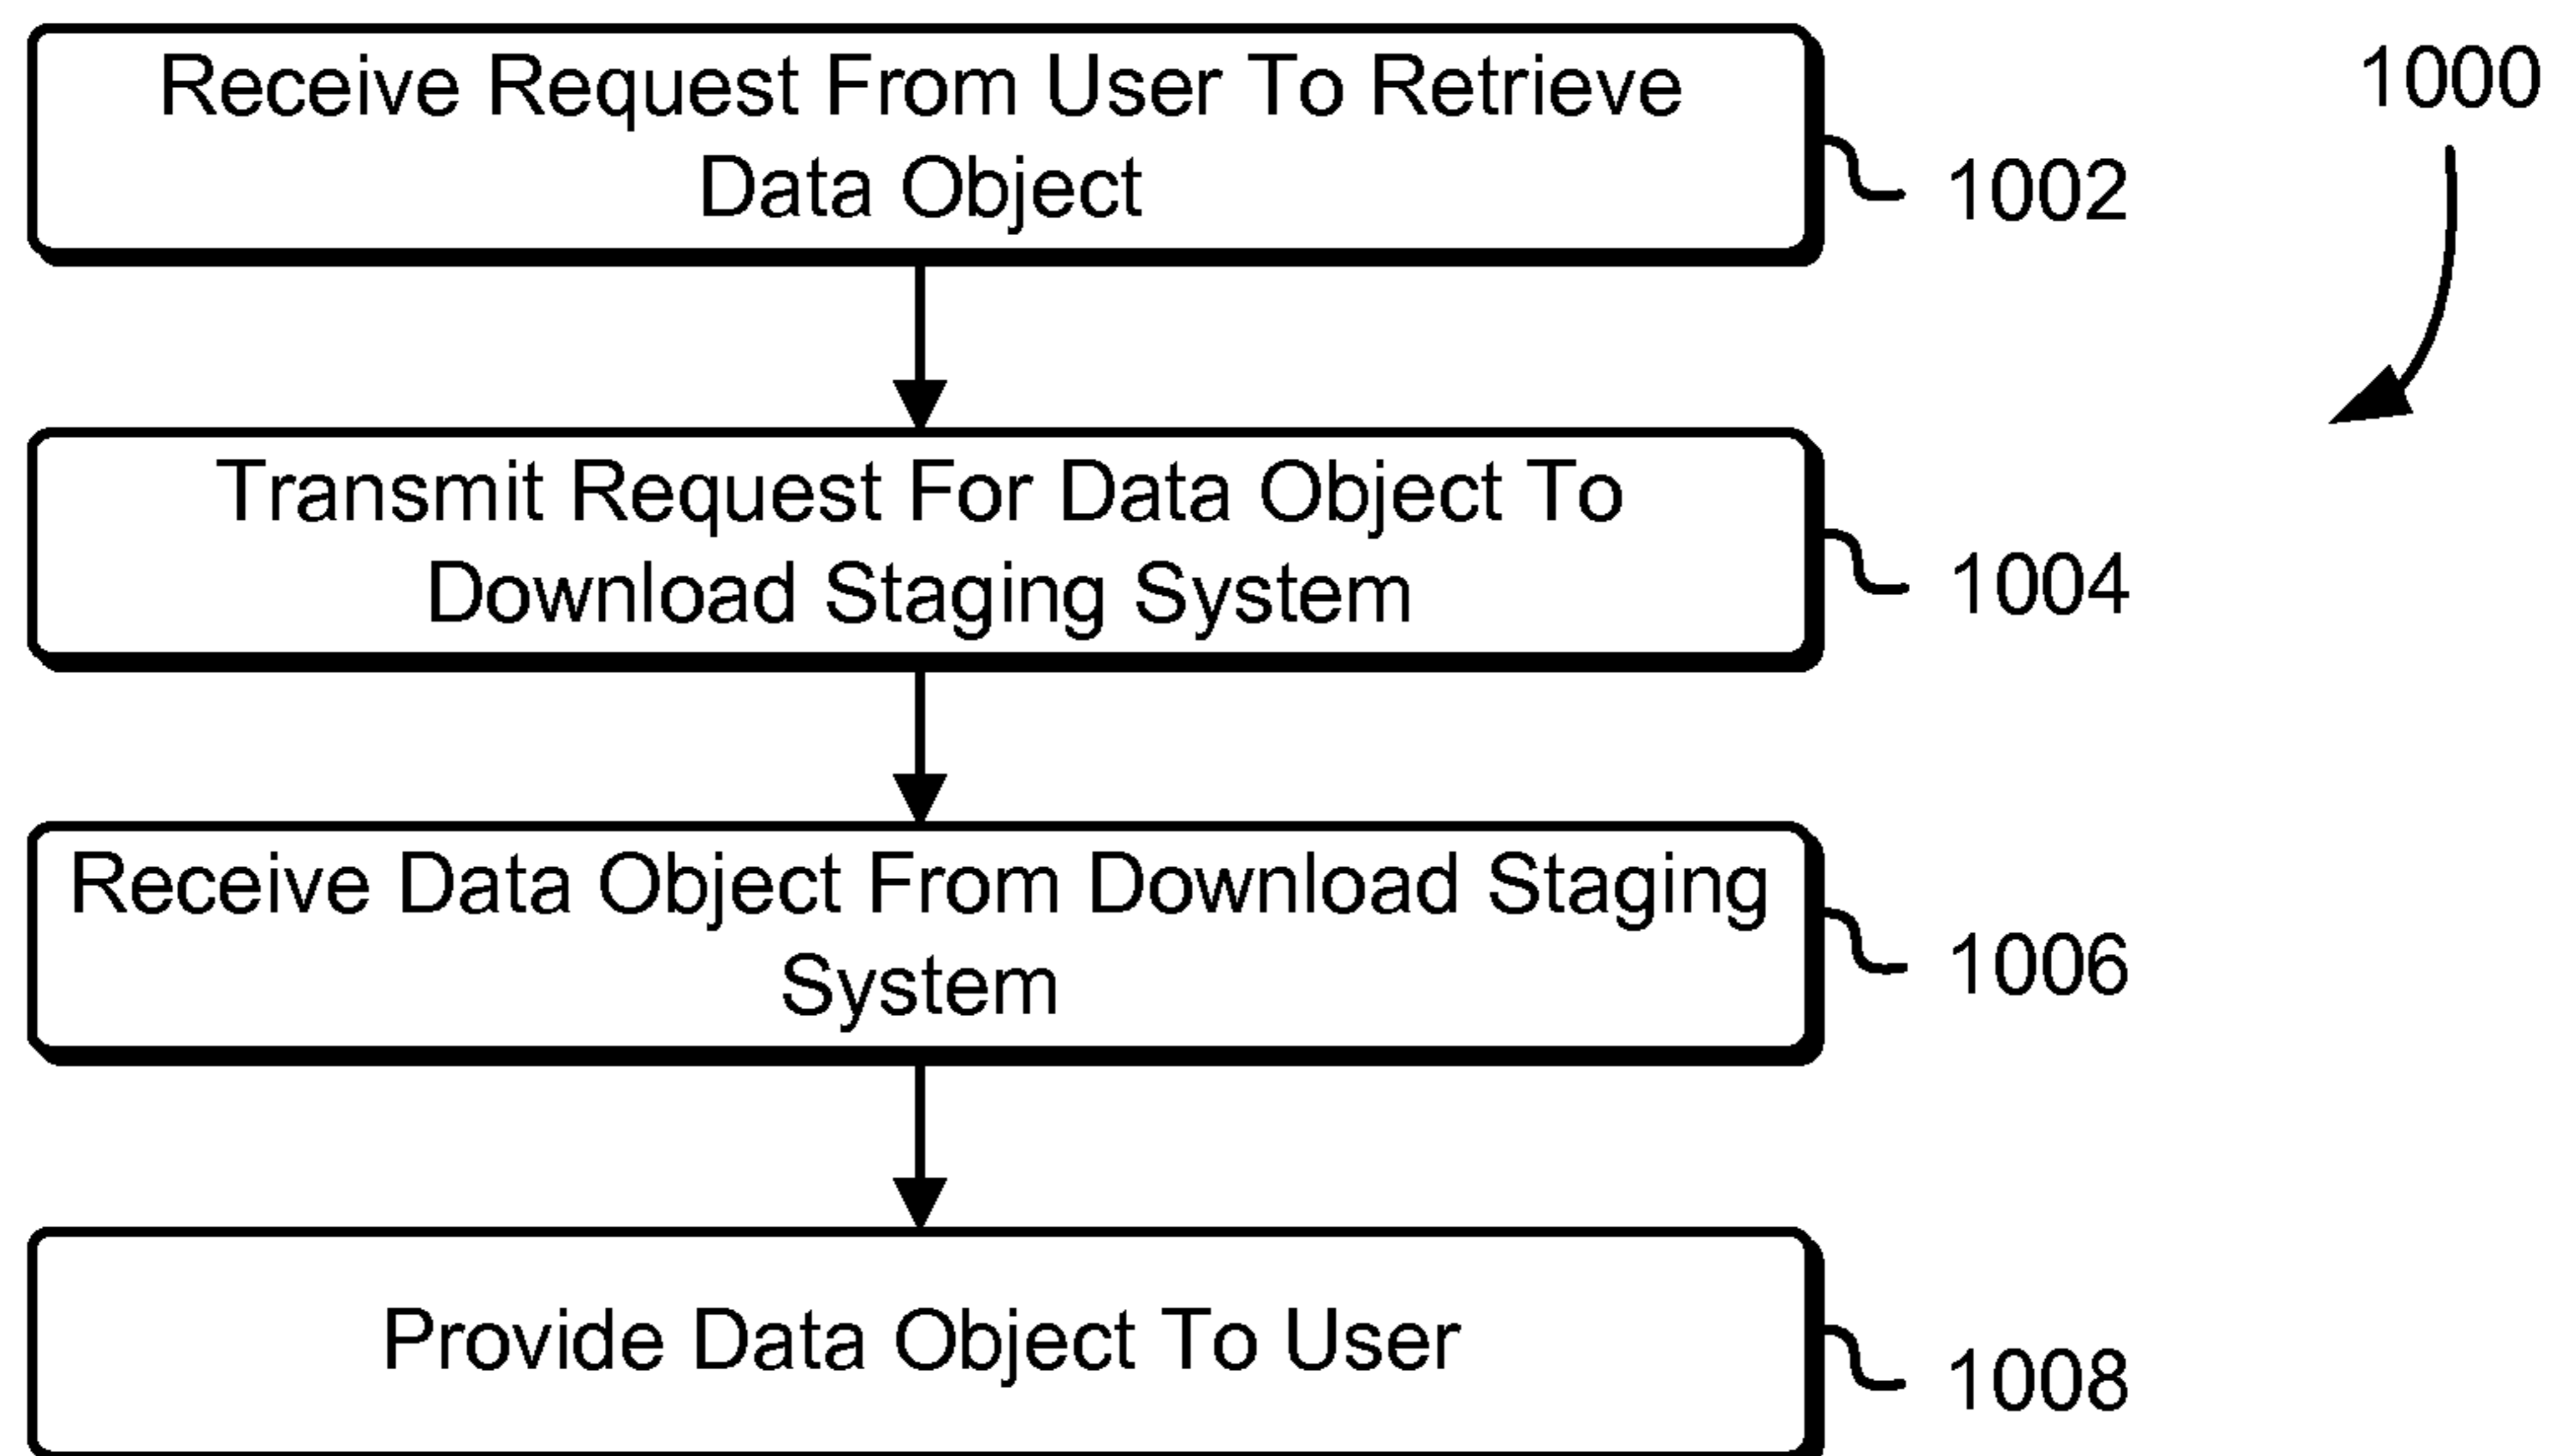 Receive Request From User To Retrieve
Data Object
1000
1002
Transmit Request For Data Object To
Download Staging System
1004
Receive Data Object From Download Staging
System
1006
Provide Data Object To User
1008